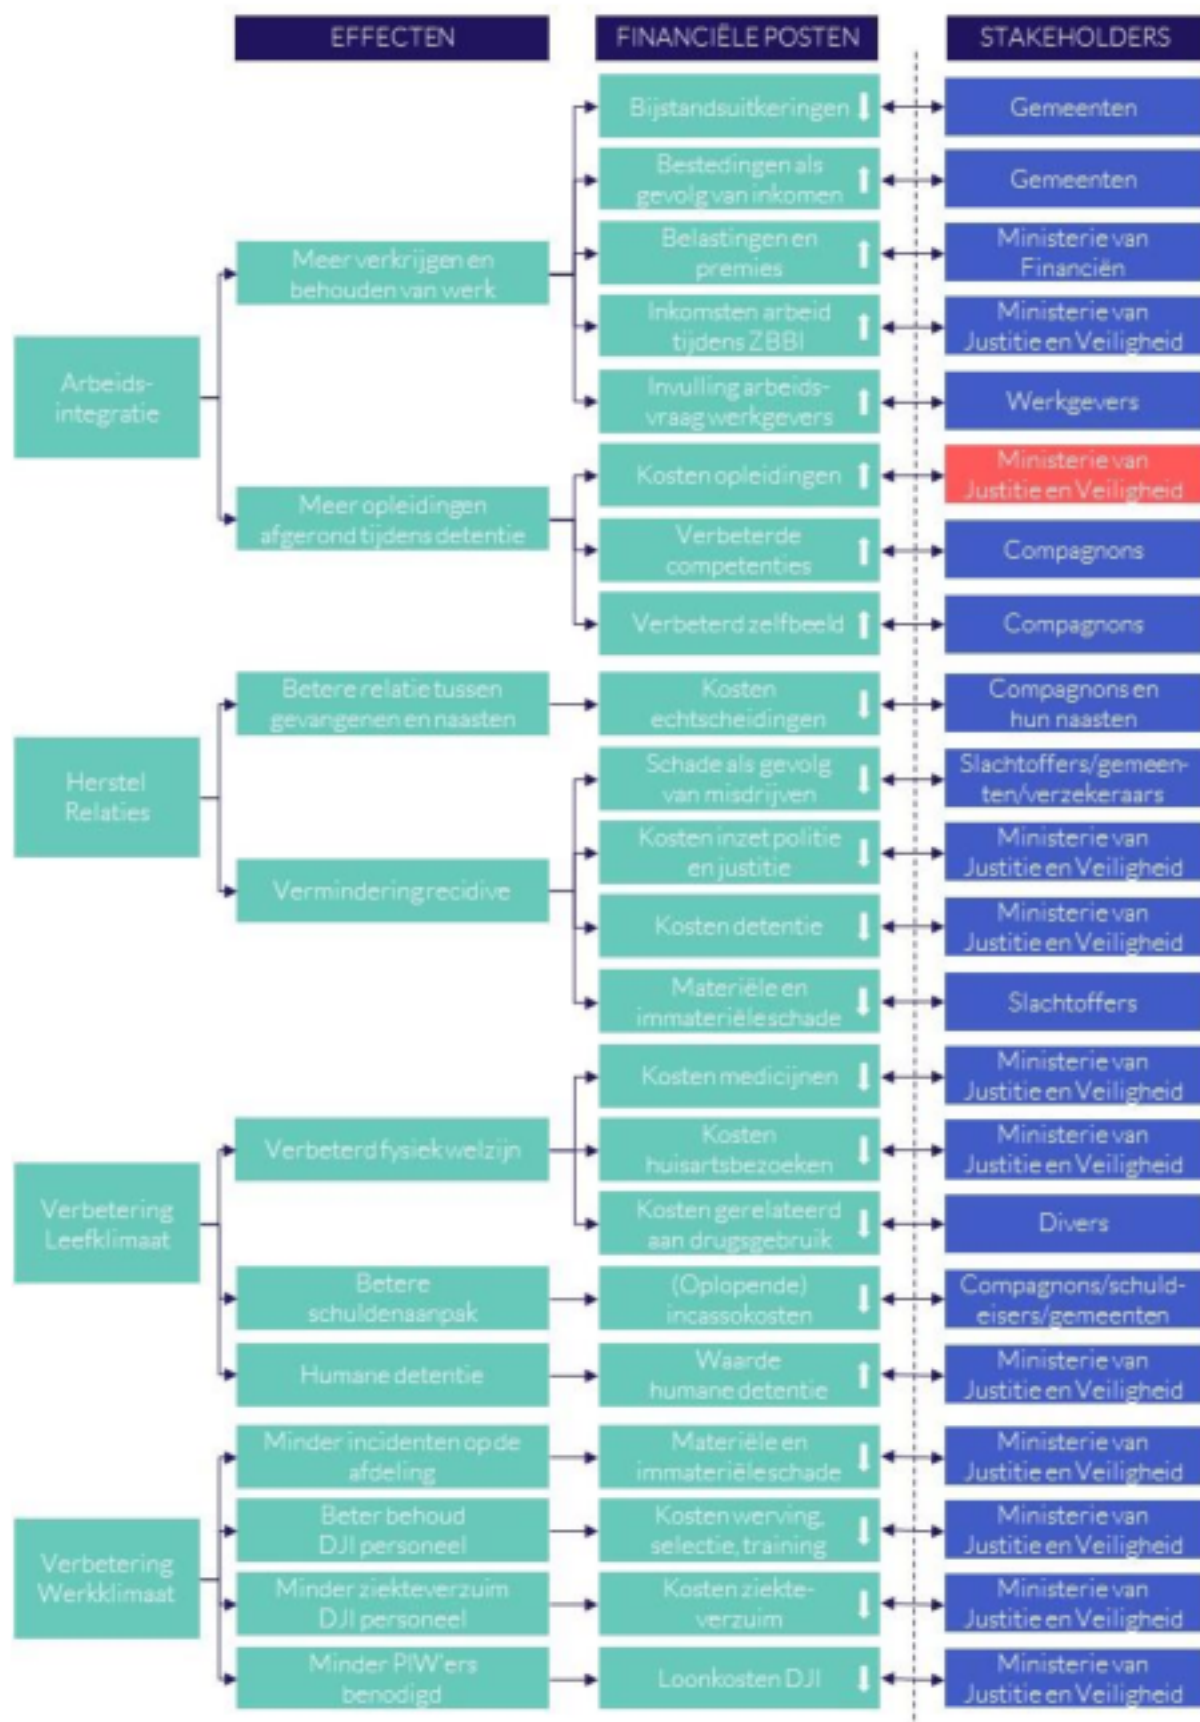 EFFECTEN
FINANCIËLE POSTEN
STAKEHOLDERS
Arbeids-
integratie
Meer verkrijgen en
behouden van werk
Bijstandsuitkeringen
Gemeenten
Bestedingen als
gevolg van inkomen
Gemeenten
Belastingen en
premies
Ministerie van
Financiën
Inkomsten arbeid
tijdens ZBBI
Ministerie van
Justitie en Veiligheid
Invulling arbeids-
vraag werkgevers
Werkgevers
Meer opleidingen
afgerond tijdens detentie
Kosten opleidingen
Ministerie van
Justitie en Veiligheid
Verbeterde
competenties
Compagnons
Verbeterd zelfbeeld
Compagnons
Herstel
Relaties
Betere relatie tussen
gevangenen en naasten
Kosten
echtscheidingen
Compagnons en
hun naasten
Vermindering recidive
Schade als gevolg
van misdrijven
Slachtoffers/gemeen-
ten/verzekeraars
Kosten inzet politie
en justitie
Ministerie van
Justitie en Veiligheid
Kosten detentie
Ministerie van
Justitie en Veiligheid
Materiële en
immateriële schade
Slachtoffers
Verbetering
Leefklimaat
Verbeterd fysiek welzijn
Kosten medicijnen
Ministerie van
Justitie en Veiligheid
Kosten
huisartsbezoeken
Ministerie van
Justitie en Veiligheid
Kosten gerelateerd
aan drugsgebruik
Divers
Betere
schuldenaanpak
(Oplopende)
incassokosten
Compagnons/schuld-
eisers/gemeenten
Humane detentie
Waarde
humane detentie
Ministerie van
Justitie en Veiligheid
Verbetering
Werkklimaat
Minder incidenten op de
afdeling
Materiële en
immateriële schade
Ministerie van
Justitie en Veiligheid
Beter behoud
DJI personeel
Kosten werving,
selectie, training
Ministerie van
Justitie en Veiligheid
Minder ziekteverzuim
DJI personeel
Kosten ziekte-
verzuim
Ministerie van
Justitie en Veiligheid
Minder PIW'ers
benodigd
Loonkosten DJI
Ministerie van
Justitie en Veiligheid